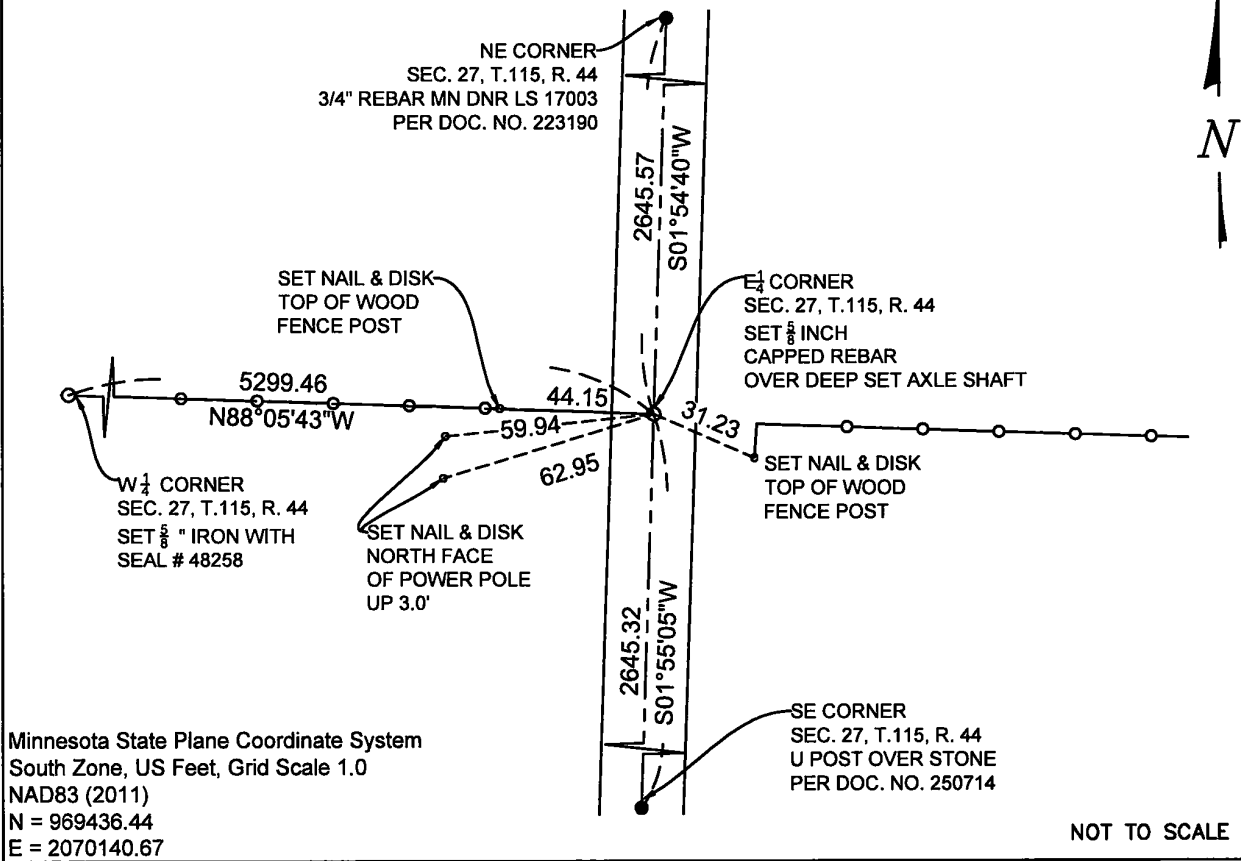 NE CORNER
SEC. 27, T.115, R. 44
3/4" REBAR MN DNR LS 17003
PER DOC. NO. 223190
N
2645.57
S01°54'40"W
SET NAIL & DISK
TOP OF WOOD
FENCE POST
E1/4 CORNER
SEC. 27, T.115, R. 44
SET 5/8 INCH
CAPPED REBAR
OVER DEEP SET AXLE SHAFT
5299.46
N88°05'43"W
44.15
31.23
59.94
62.95
W 1/4 CORNER
SEC. 27, T.115, R. 44
SET 5/8 " IRON WITH
SEAL # 48258
SET NAIL & DISK
NORTH FACE
OF POWER POLE
UP 3.0'
SET NAIL & DISK
TOP OF WOOD
FENCE POST
2645.32
S01°55'05"W
SE CORNER
SEC. 27, T.115, R. 44
U POST OVER STONE
PER DOC. NO. 250714
Minnesota State Plane Coordinate System
South Zone, US Feet, Grid Scale 1.0
NAD83 (2011)
N = 969436.44
E = 2070140.67
NOT TO SCALE